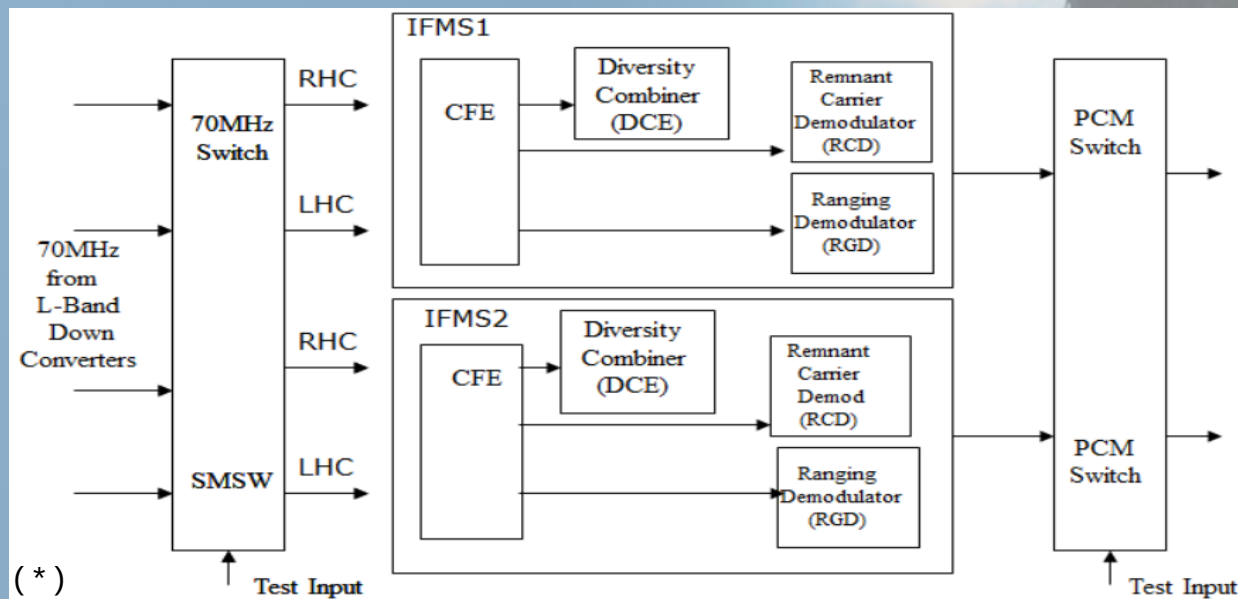 70MHz
from
L-Band
Down
Converters
70MHz
Switch
SMSW
Test Input
RHC
LHC
RHC
LHC
IFMS1
CFE
Diversity
Combiner
(DCE)
Remnant
Carrier
Demodulator
(RCD)
Ranging
Demodulator
(RGD)
IFMS2
CFE
Diversity
Combiner
(DCE)
Remnant
Carrier
Demod
(RCD)
Ranging
Demodulator
(RGD)
PCM
Switch
PCM
Switch
Test Input
(*)